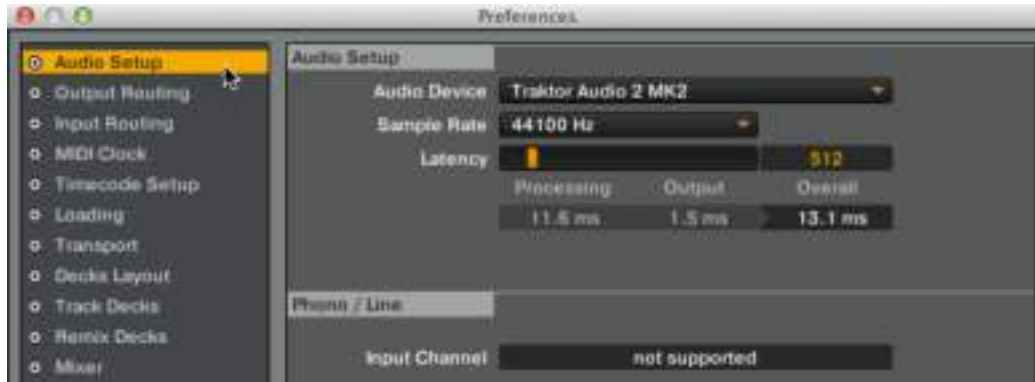 Preferences
Audio Setup
Output Routing
Input Routing
MIDI Clock
Timecode Setup
Loading
Transport
Decks Layout
Track Decks
Remix Decks
Mixer
Audio Setup
Audio Device Traktor Audio 2 MK2
Sample Rate 44100 Hz
Latency 512
Processing Output Overall
11.6 ms 1.5 ms 13.1 ms
Phono / Line
Input Channel not supported